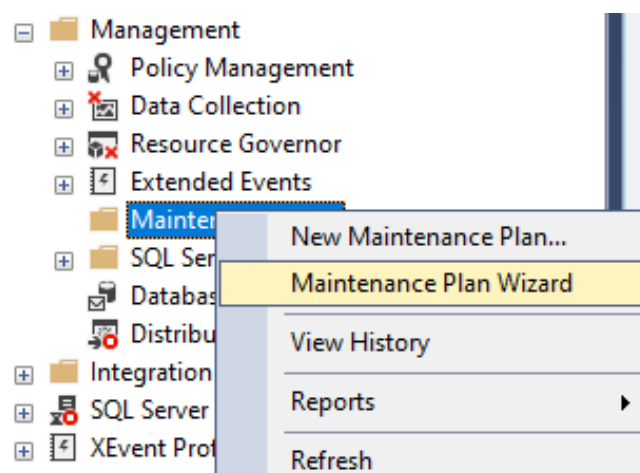 Management
Policy Management
Data Collection
Resource Governor
Extended Events
Mainten
New Maintenance Plan...
SQL Ser
Maintenance Plan Wizard
Databas
Distribu
View History
Integration
SQL Server
Reports
XEvent Prof
Refresh